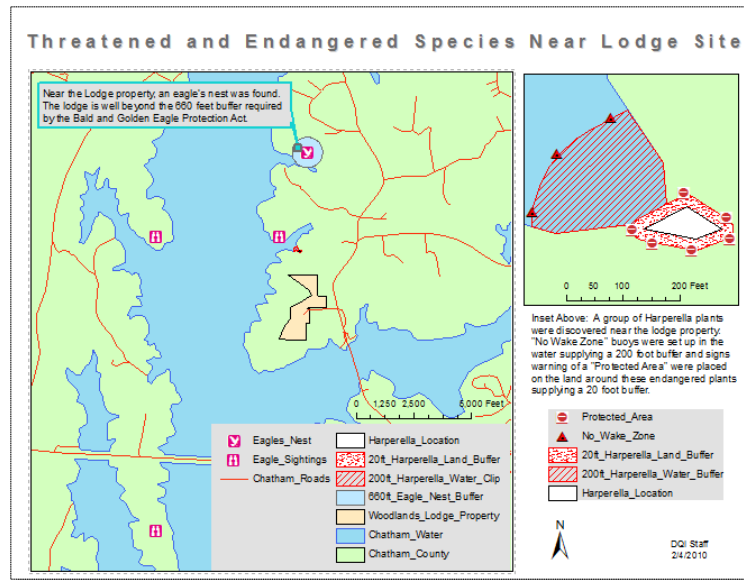 Threatened and Endangered Species Near Lodge Site
Near the Lodge property, an eagle's nest was found.
The lodge is well beyond the 660 feet buffer required
by the Bald and Golden Eagle Protection Act.
0 50 100 200 Feet
Inset Above: A group of Harperella plants
were discovered near the lodge property.
"No Wake Zone" buoys were set up in the
water supplying a 200 foot buffer and signs
warning of a "Protected Area" were placed
on the land around these endangered plants
supplying a 20 foot buffer.
0 1,250 2,500 5,000 Feet
Eagles_Nest
Eagle_Sightings
Chatham_Roads
Harperella_Location
20ft_Harperella_Land_Buffer
200ft_Harperella_Water_Clip
660ft_Eagle_Nest_Buffer
Woodlands_Lodge_Property
Chatham_Water
Chatham_County
Protected_Area
No_Wake_Zone
20ft_Harperella_Land_Buffer
200ft_Harperella_Water_Buffer
Harperella_Location
N
DQI Staff
2/4/2010